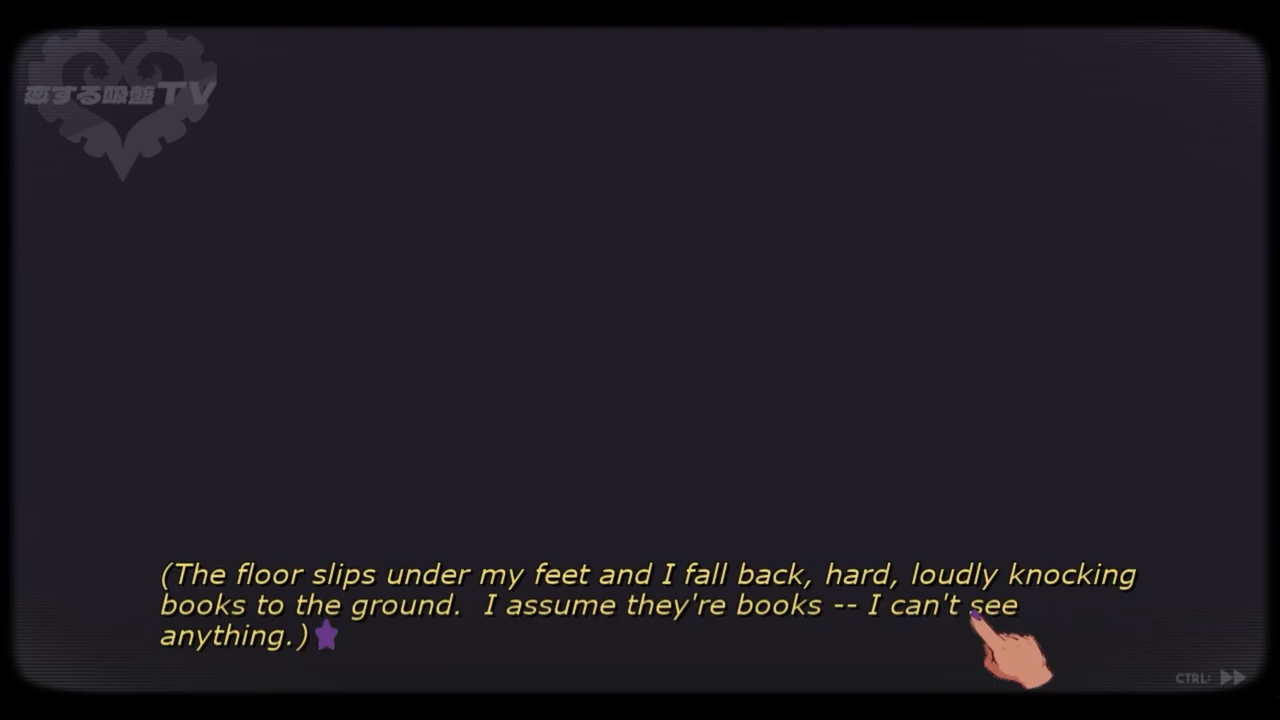 恋する吸盤TV
(The floor slips under my feet and I fall back, hard, loudly knocking
books to the ground.  I assume they're books -- I can't see
anything.)
CTRL: